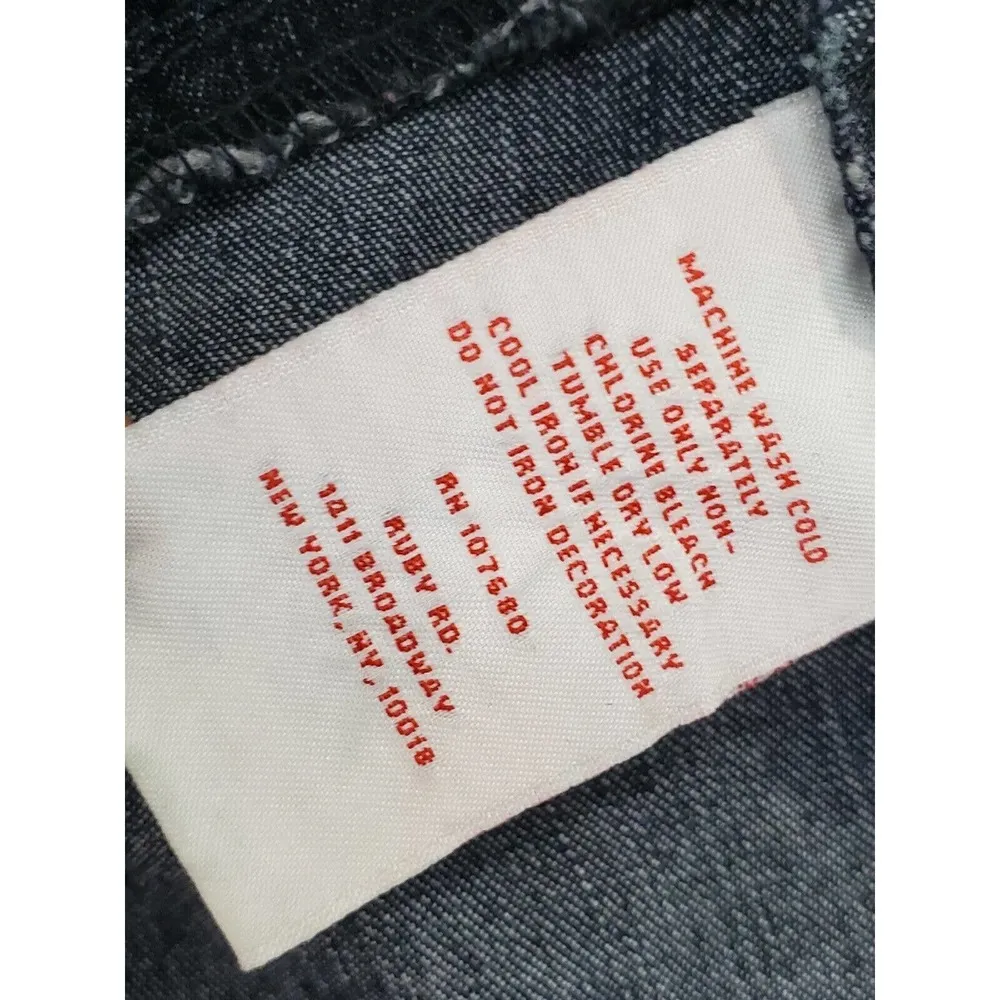 MACHINE WASH COLD
SEPARATELY
USE ONLY NON-
CHLORINE BLEACH
TUMBLE DRY LOW
COOL IRON IF NECESSARY
DO NOT IRON DECORATION
RN 107680
RUBY RD.
1411 BROADWAY
NEW YORK, NY, 10018